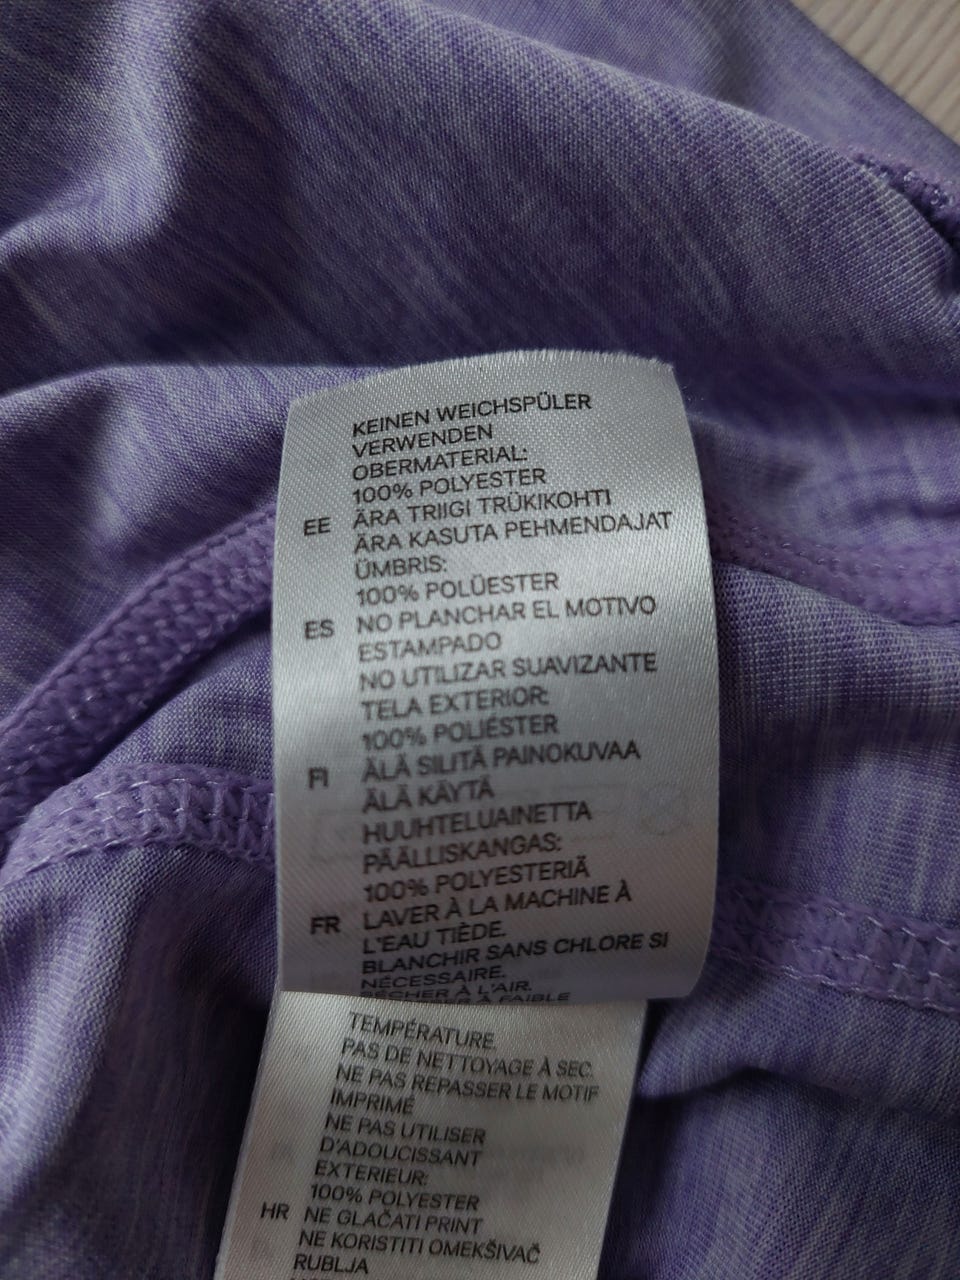 KEINEN WEICHSPÜLER
VERWENDEN
OBERMATERIAL:
100% POLYESTER
EE ÄRA TRIIGI TRÜKIKOHTI
ÄRA KASUTA PEHMENDAJAT
ÜMBRIS:
100% POLÜESTER
ES NO PLANCHAR EL MOTIVO
ESTAMPADO
NO UTILIZAR SUAVIZANTE
TELA EXTERIOR:
100% POLIÉSTER
FI ÄLÄ SILITÄ PAINOKUVAA
ÄLÄ KÄYTÄ
HUUHTELUAINETTA
PÄÄLLISKANGAS:
100% POLYESTERIÄ
FR LAVER À LA MACHINE À
L'EAU TIÈDE.
BLANCHIR SANS CHLORE SI
NÉCESSAIRE.
SÉCHER À L'AIR.
À FAIBLE
TEMPÉRATURE.
PAS DE NETTOYAGE À SEC.
NE PAS REPASSER LE MOTIF
IMPRIMÉ
NE PAS UTILISER
D'ADOUCISSANT
EXTERIEUR:
100% POLYESTER
HR NE GLAČATI PRINT
NE KORISTITI OMEKŠIVAČ
RUBLJA